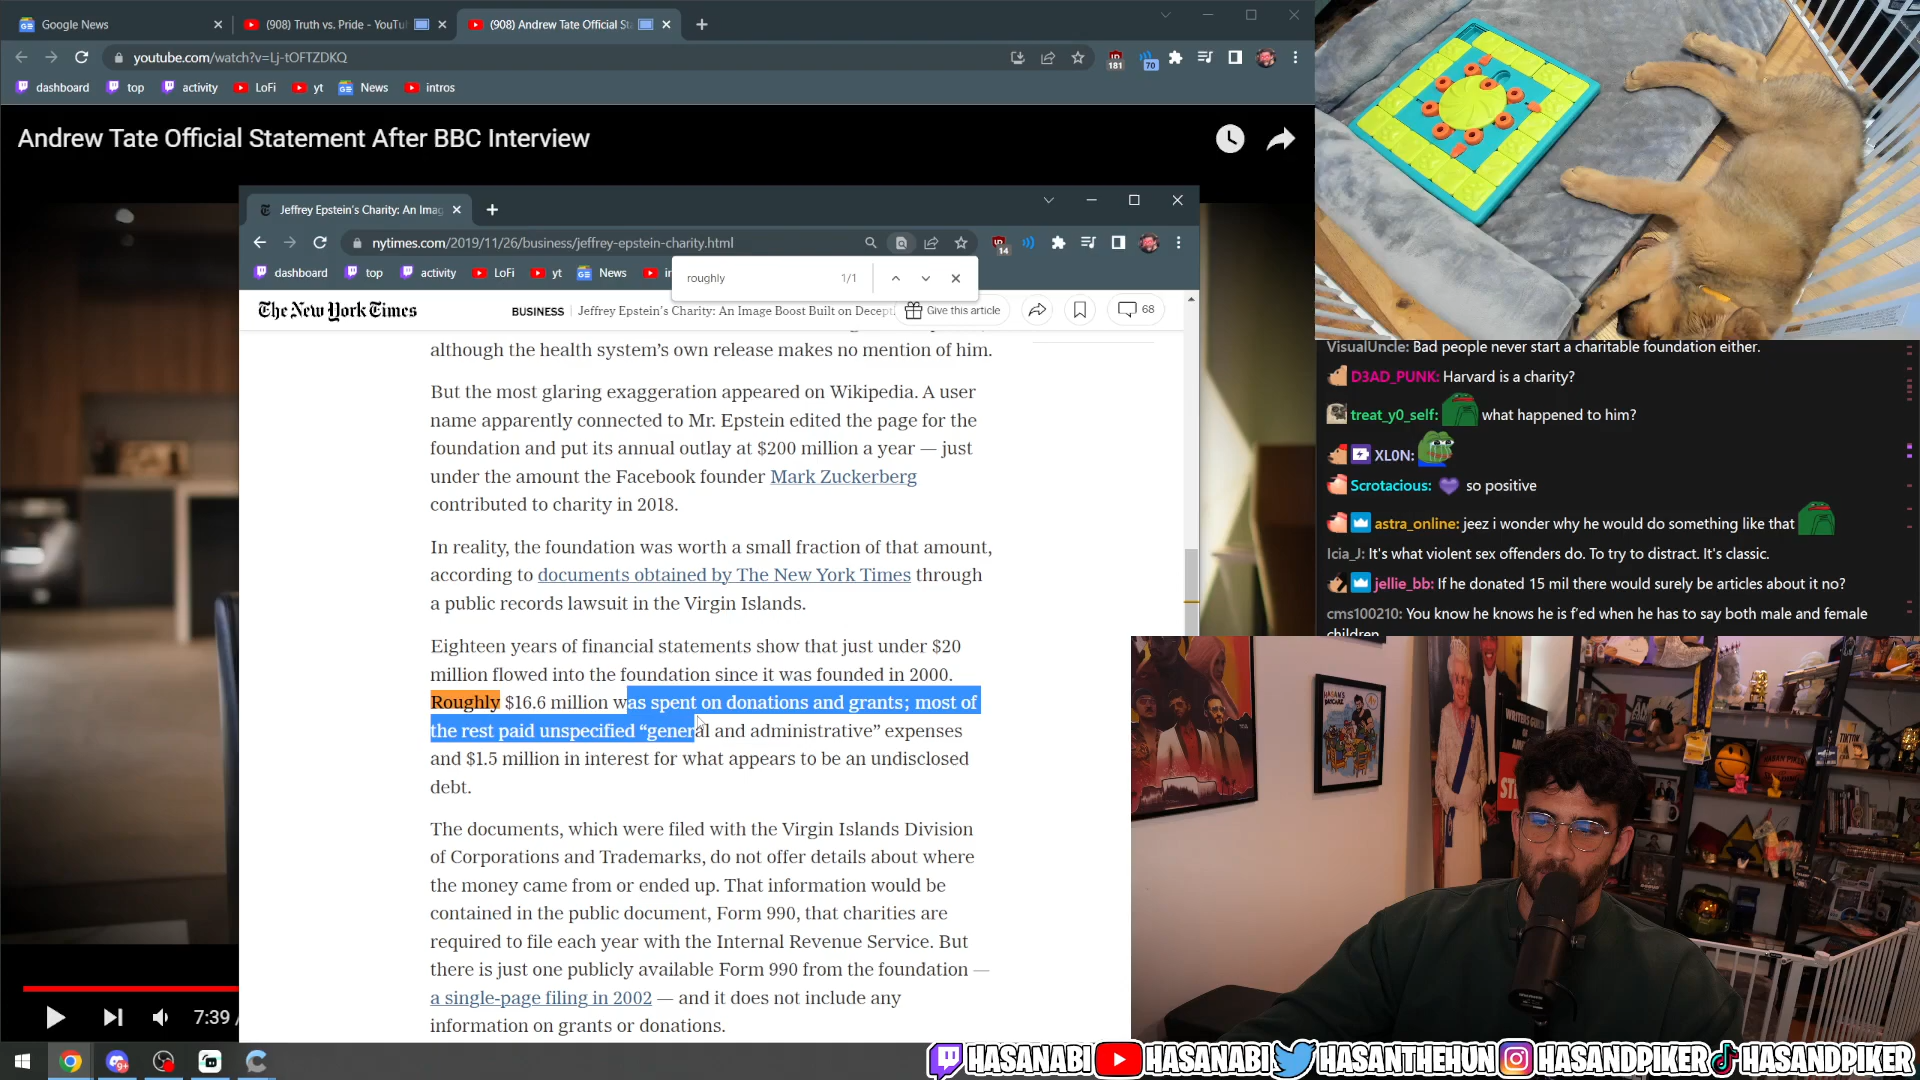 Google News
(908) Truth vs. Pride - YouTu
(908) Andrew Tate Official St
youtube.com/watch?v=Lj-tOFTZDKQ
181
70
dashboard
top
activity
LoFi
yt
News
intros
Andrew Tate Official Statement After BBC Interview
Jeffrey Epstein's Charity: An Imag
nytimes.com/2019/11/26/business/jeffrey-epstein-charity.html
14
dashboard
top
activity
LoFi
yt
News
roughly
1/1
The New York Times
BUSINESS | Jeffrey Epstein's Charity: An Image Boost Built on Decept
Give this article
68
although the health system's own release makes no mention of him.
But the most glaring exaggeration appeared on Wikipedia. A user
name apparently connected to Mr. Epstein edited the page for the
foundation and put its annual outlay at $200 million a year — just
under the amount the Facebook founder Mark Zuckerberg
contributed to charity in 2018.
In reality, the foundation was worth a small fraction of that amount,
according to documents obtained by The New York Times through
a public records lawsuit in the Virgin Islands.
Eighteen years of financial statements show that just under $20
million flowed into the foundation since it was founded in 2000.
Roughly $16.6 million was spent on donations and grants; most of
the rest paid unspecified “general and administrative” expenses
and $1.5 million in interest for what appears to be an undisclosed
debt.
The documents, which were filed with the Virgin Islands Division
of Corporations and Trademarks, do not offer details about where
the money came from or ended up. That information would be
contained in the public document, Form 990, that charities are
required to file each year with the Internal Revenue Service. But
there is just one publicly available Form 990 from the foundation —
a single-page filing in 2002 — and it does not include any
information on grants or donations.
7:39 /
VisualUncle: Bad people never start a charitable foundation either.
D3AD_PUNK: Harvard is a charity?
treat_y0_self: what happened to him?
XL0N:
Scrotacious: so positive
astra_online: jeez i wonder why he would do something like that
Icia_J: It's what violent sex offenders do. To try to distract. It's classic.
jellie_bb: If he donated 15 mil there would surely be articles about it no?
cms100210: You know he knows he is f'ed when he has to say both male and female
children
HASANABI
HASANABI
HASANTHEHUN
HASANDPIKER
HASANDPIKER